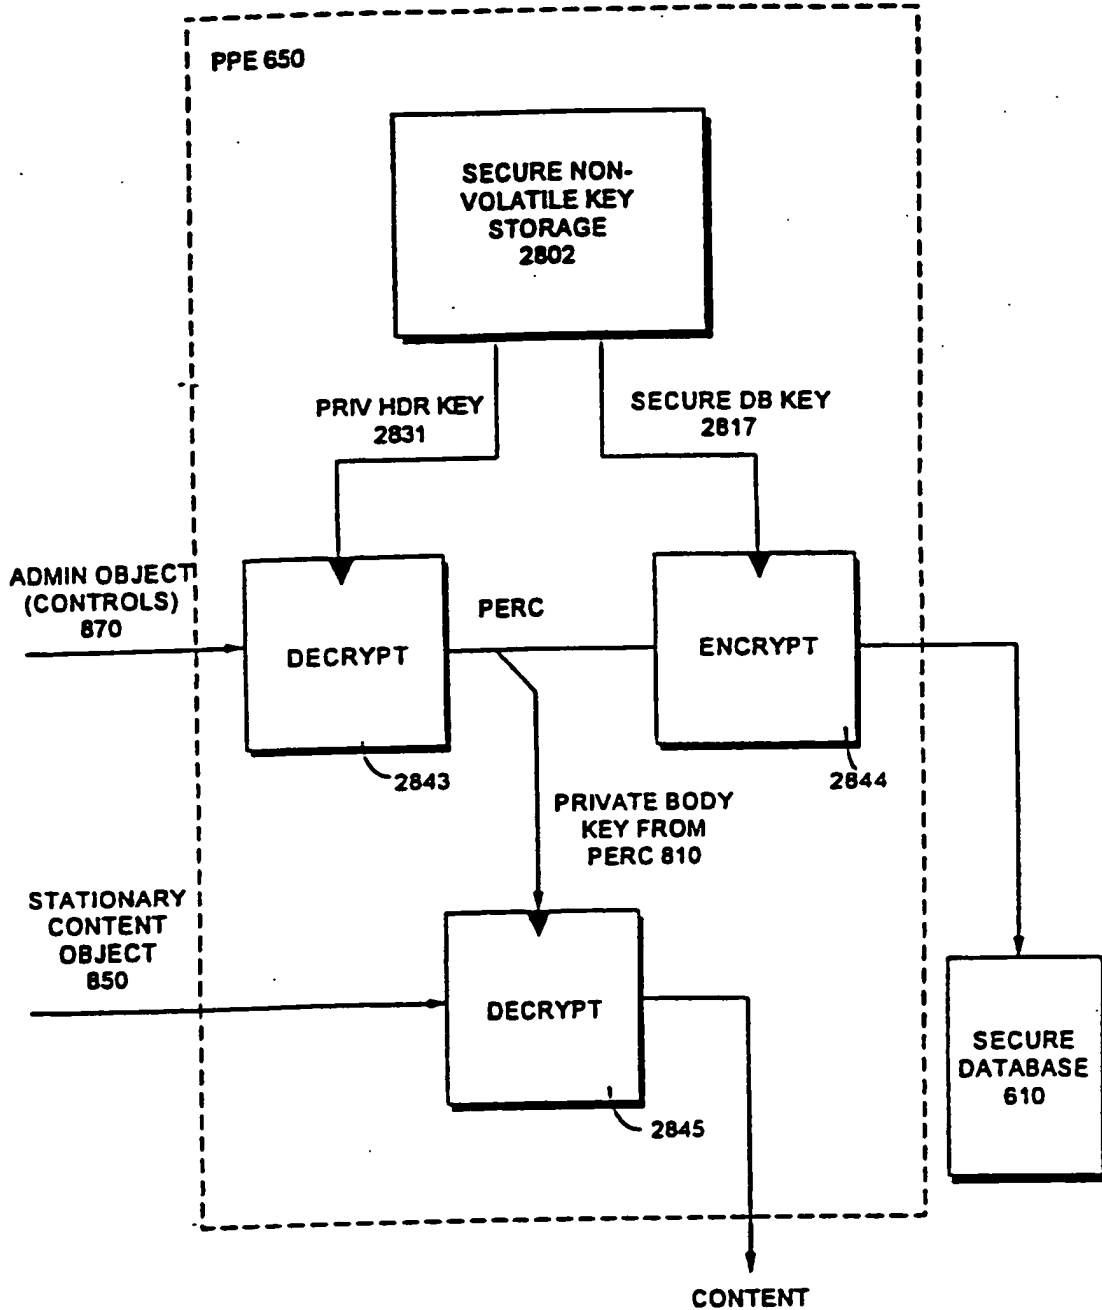 PPE 650
SECURE NON-
VOLATILE KEY
STORAGE
2802
PRIV HDR KEY
2831
SECURE DB KEY
2817
ADMIN OBJECT
(CONTROLS)
870
DECRYPT
PERC
ENCRYPT
2843
2844
PRIVATE BODY
KEY FROM
PERC 810
STATIONARY
CONTENT
OBJECT
850
DECRYPT
2845
SECURE
DATABASE
610
CONTENT